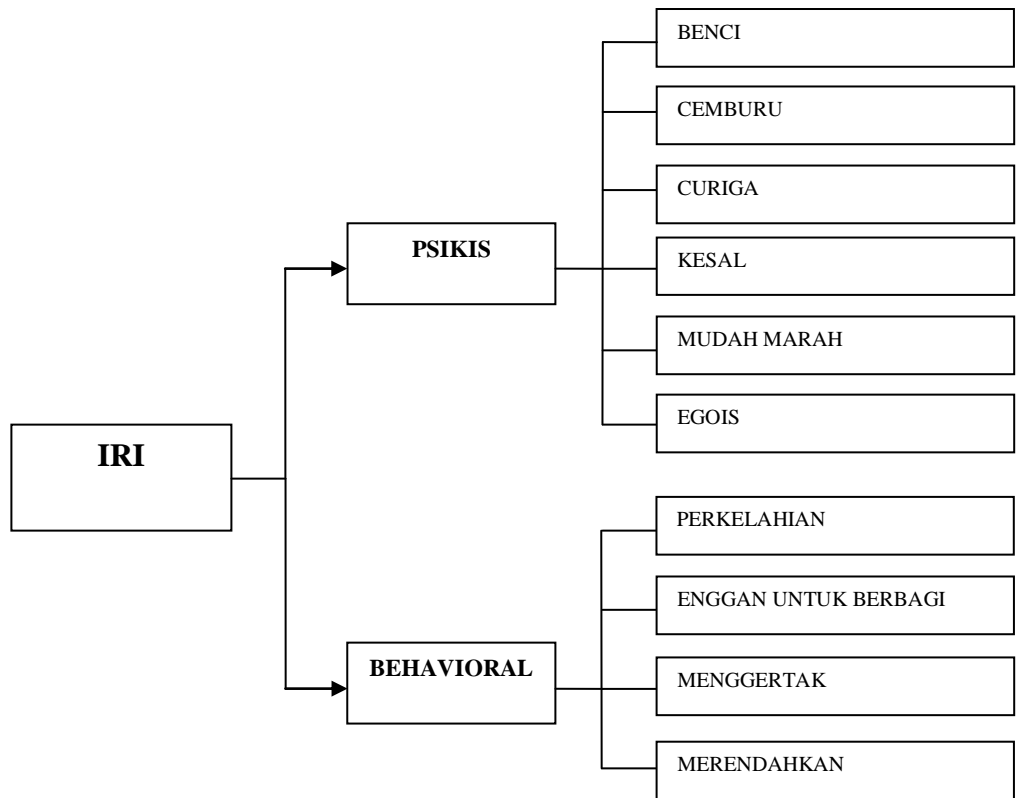 BENCI
CEMBURU
CURIGA
KESAL
MUDAH MARAH
EGOIS
PSIKIS
IRI
BEHAVIORAL
PERKELAHIAN
ENGGAN UNTUK BERBAGI
MENGGERTAK
MERENDAHKAN